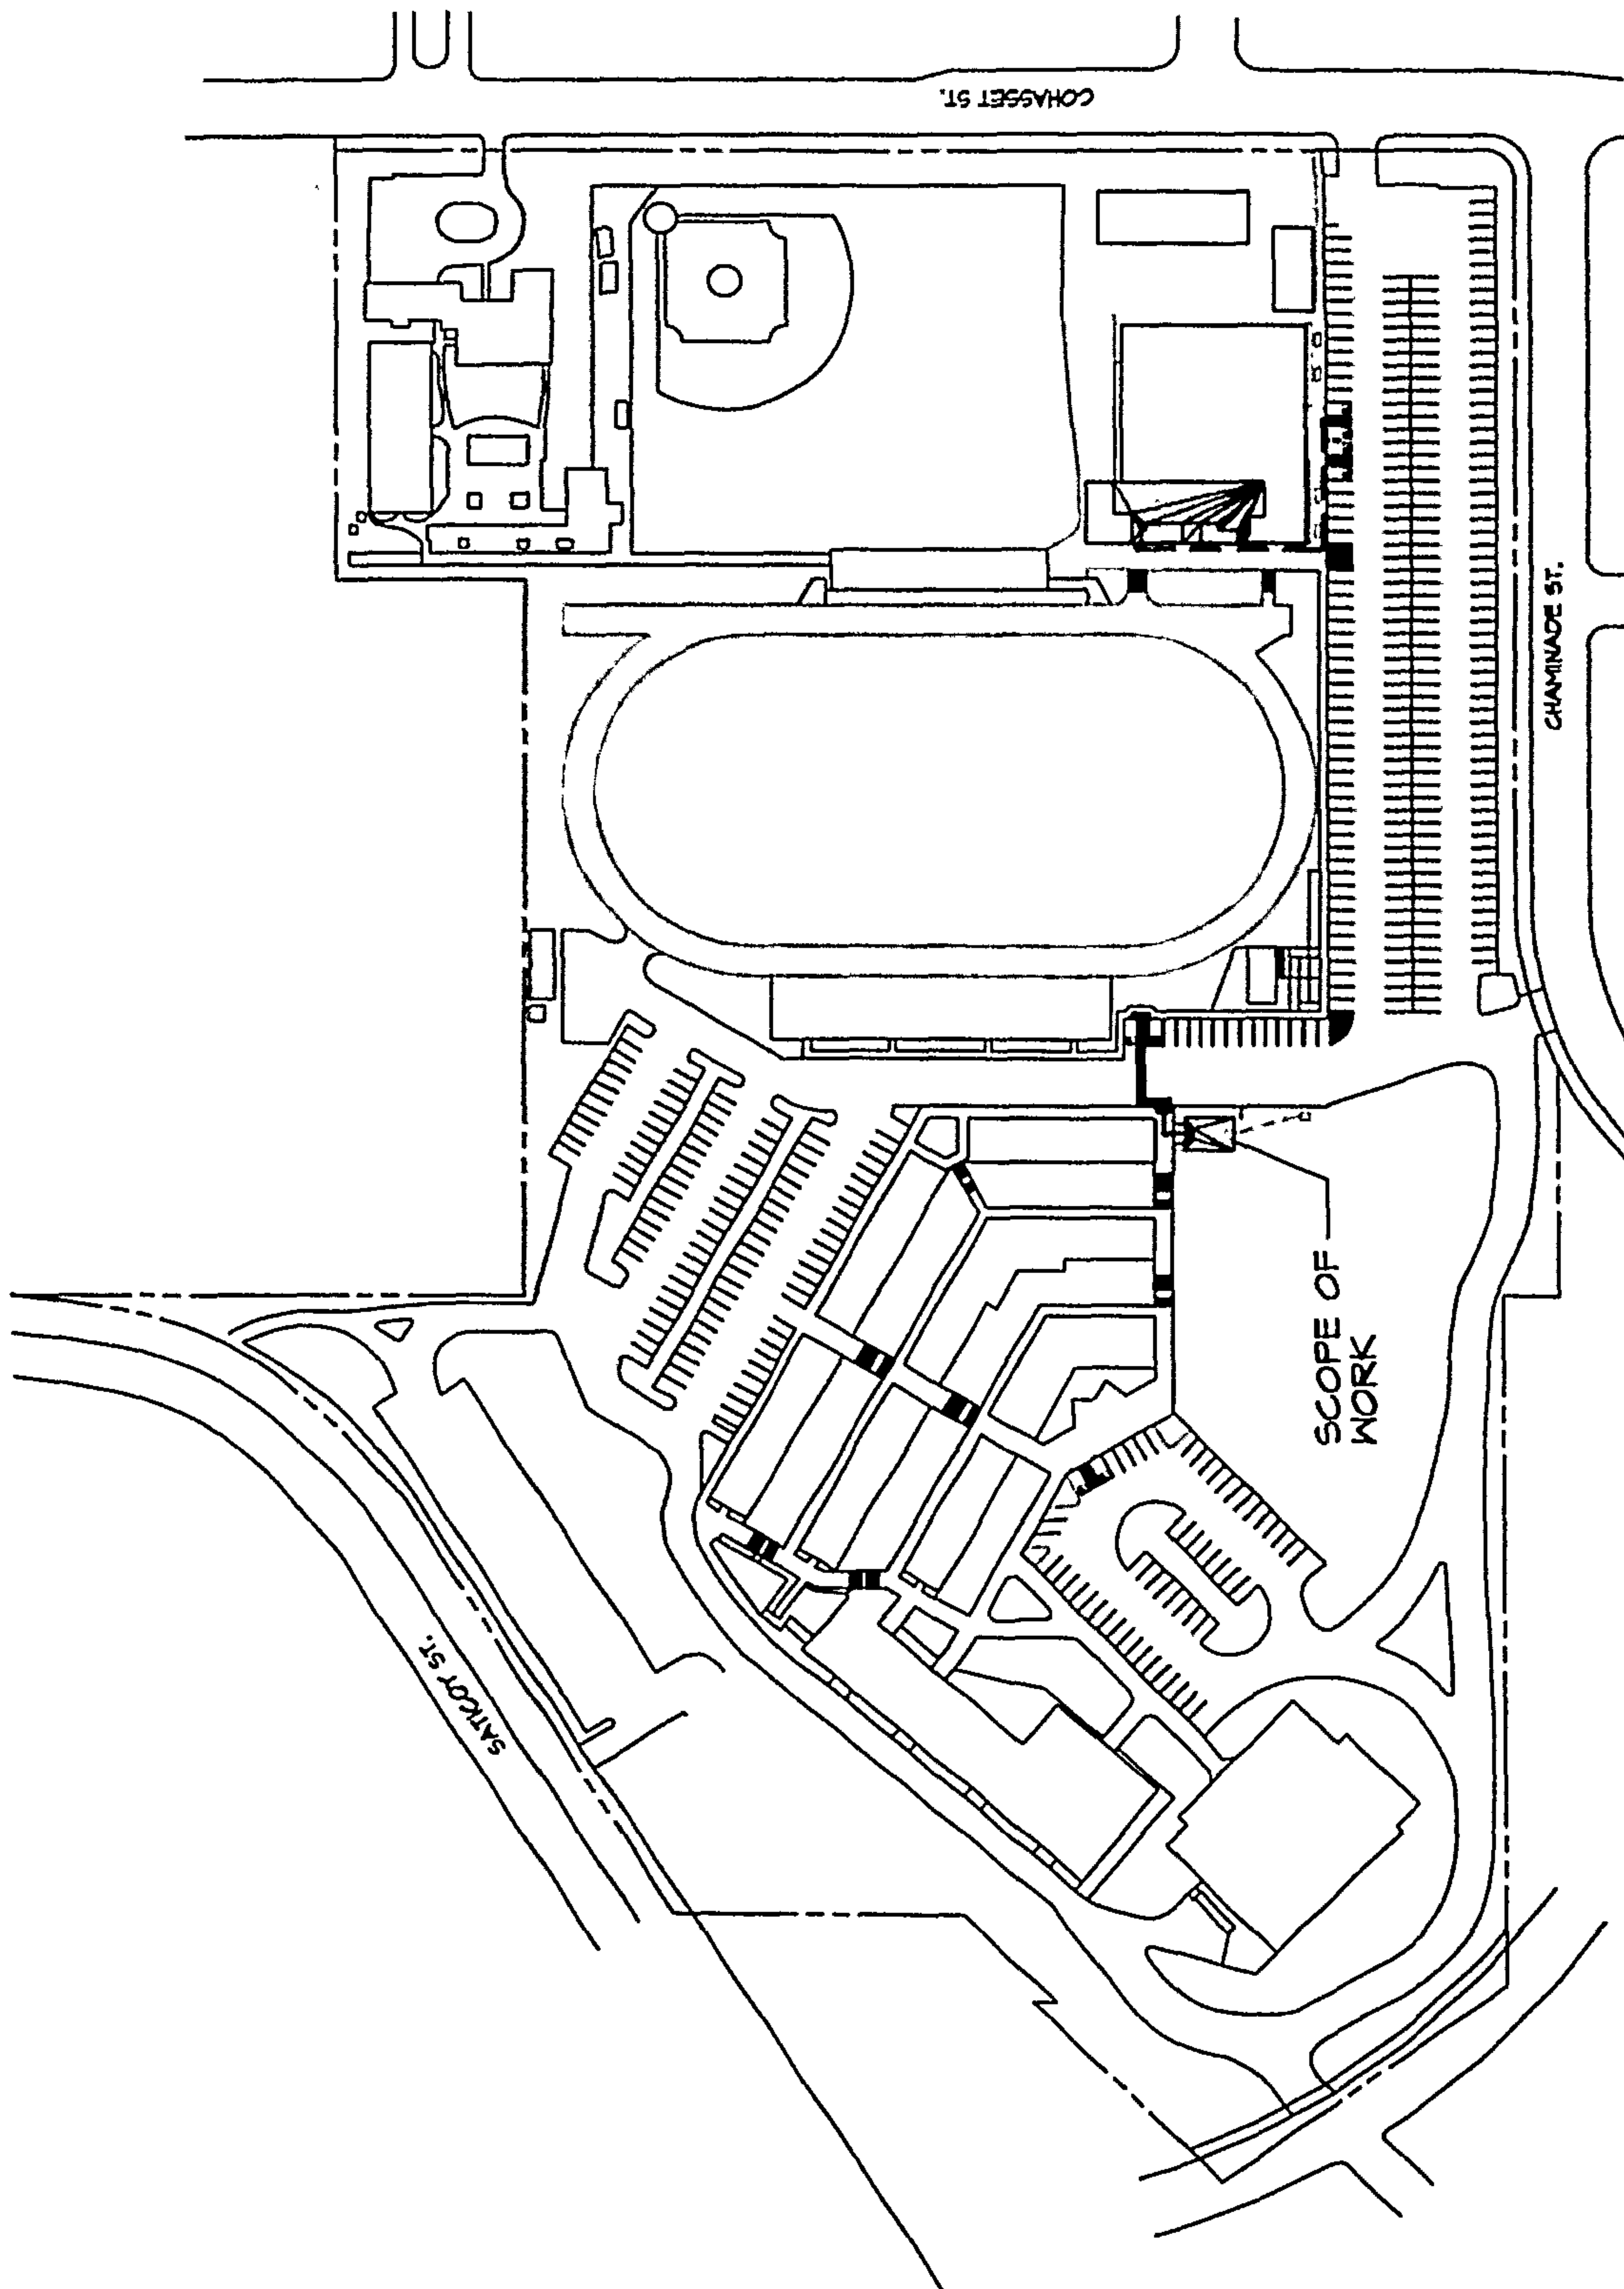 COHASSET ST.
CHAMINADE ST.
SCOPE OF
WORK
SATICOY ST.